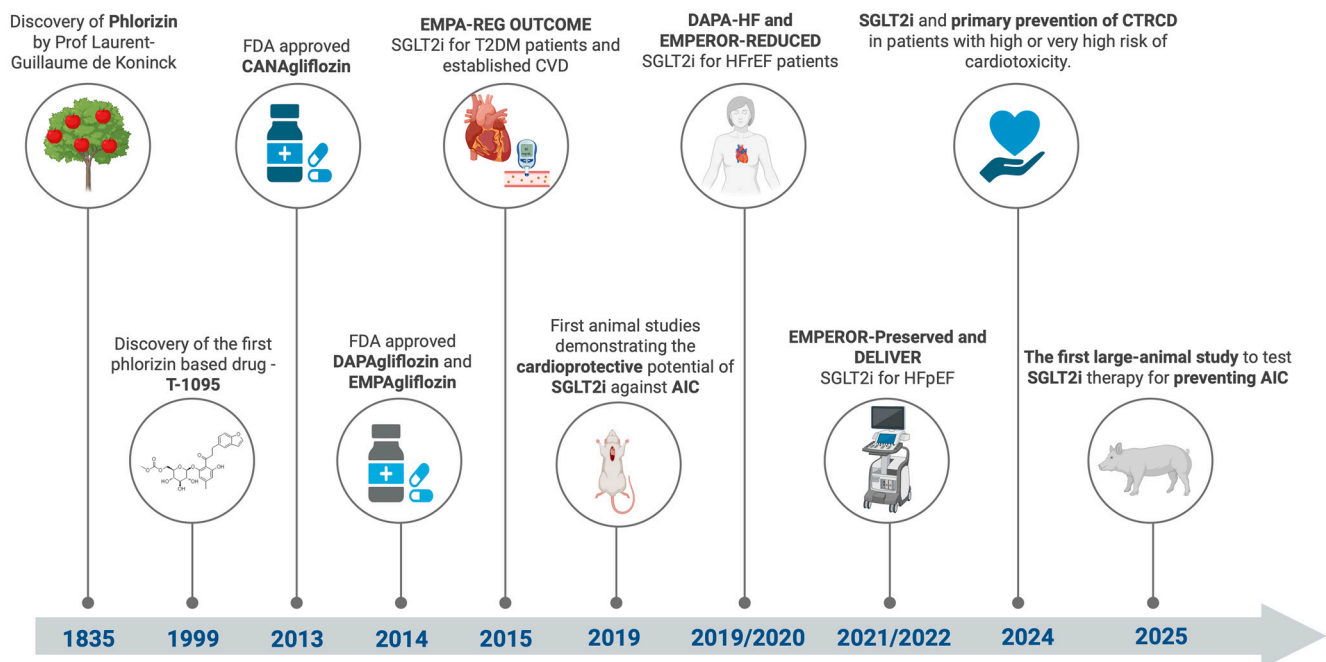 Discovery of Phlorizin
by Prof Laurent-
Guillaume de Koninck
FDA approved
CANAgliflozin
EMPA-REG OUTCOME
SGLT2i for T2DM patients and
established CVD
DAPA-HF and
EMPEROR-REDUCED
SGLT2i for HFrEF patients
SGLT2i and primary prevention of CTRCD
in patients with high or very high risk of
cardiotoxicity.
Discovery of the first
phlorizin based drug -
T-1095
FDA approved
DAPAgliflozin and
EMPAgliflozin
First animal studies
demonstrating the
cardioprotective potential of
SGLT2i against AIC
EMPEROR-Preserved and
DELIVER
SGLT2i for HFpEF
The first large-animal study to test
SGLT2i therapy for preventing AIC
1835
1999
2013
2014
2015
2019
2019/2020
2021/2022
2024
2025